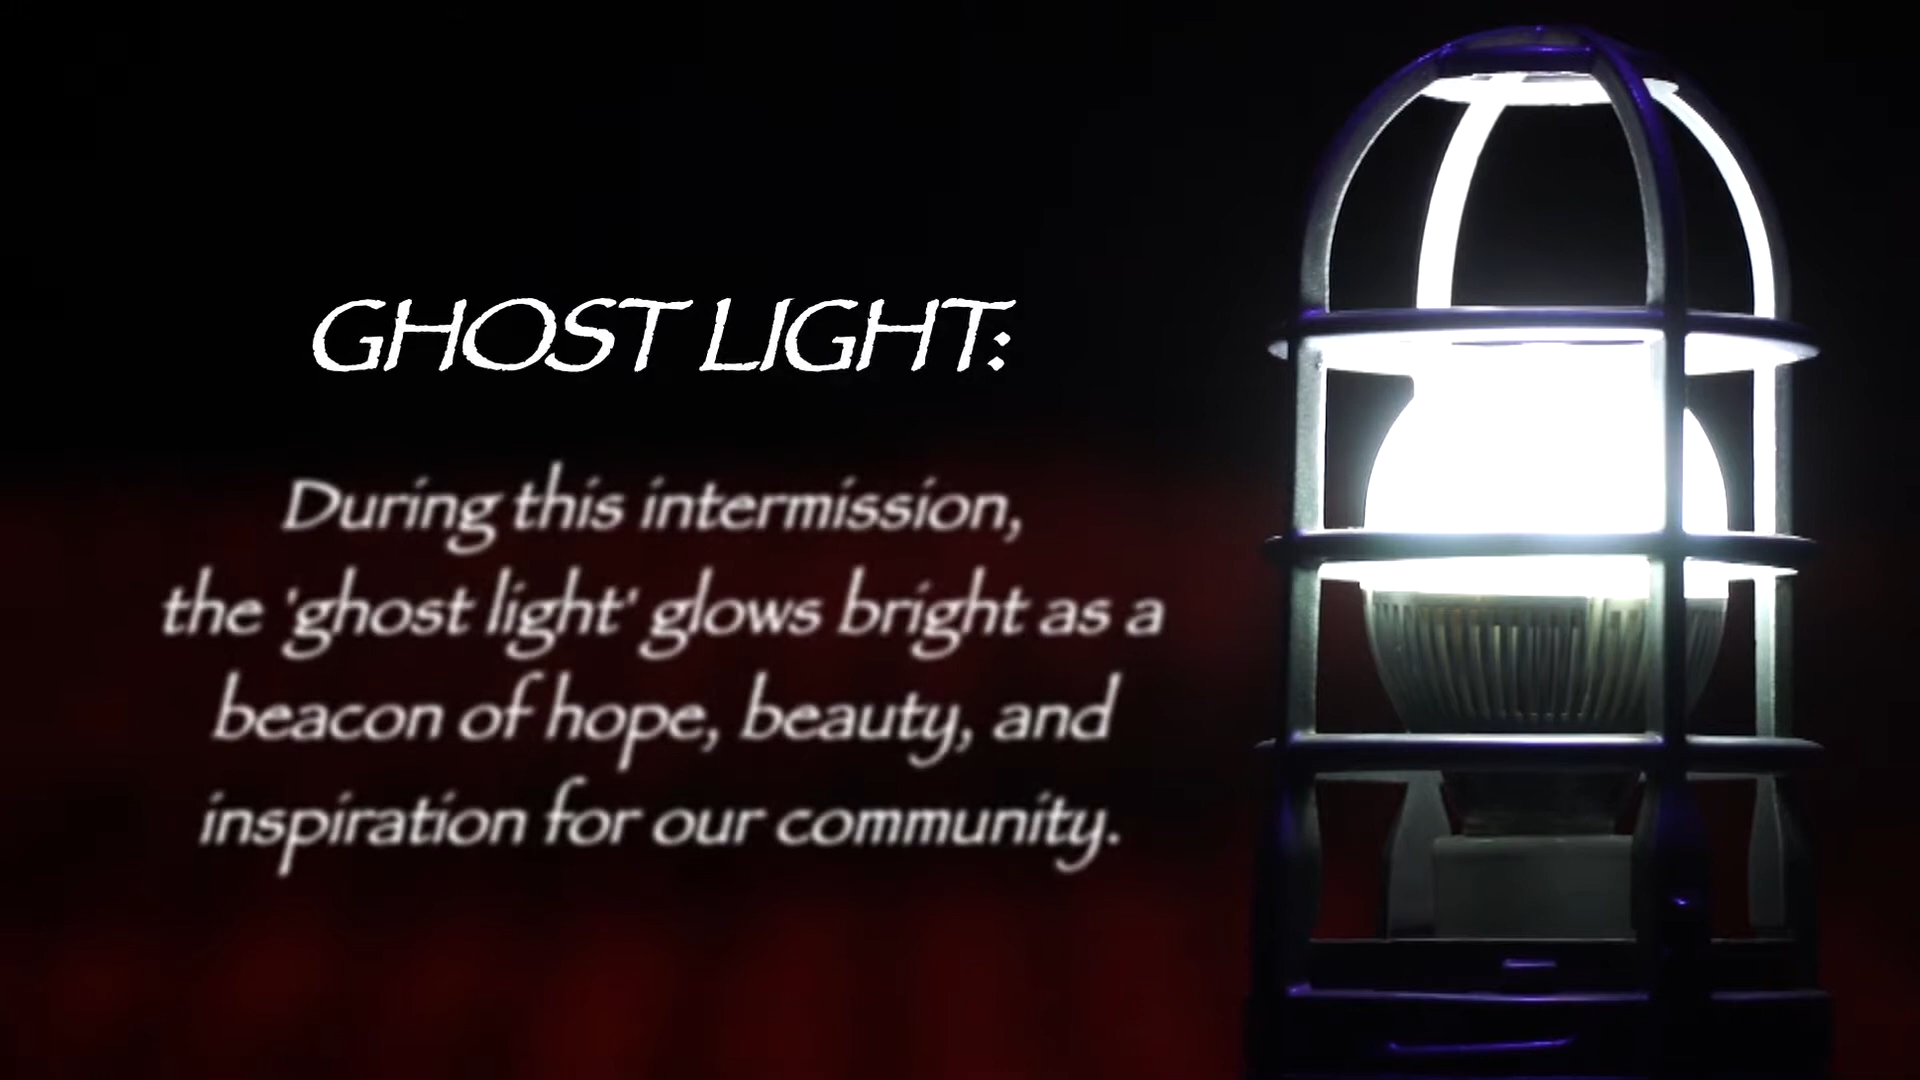 GHOST LIGHT:
During this intermission,
the 'ghost light' glows bright as a
beacon of hope, beauty, and
inspiration for our community.